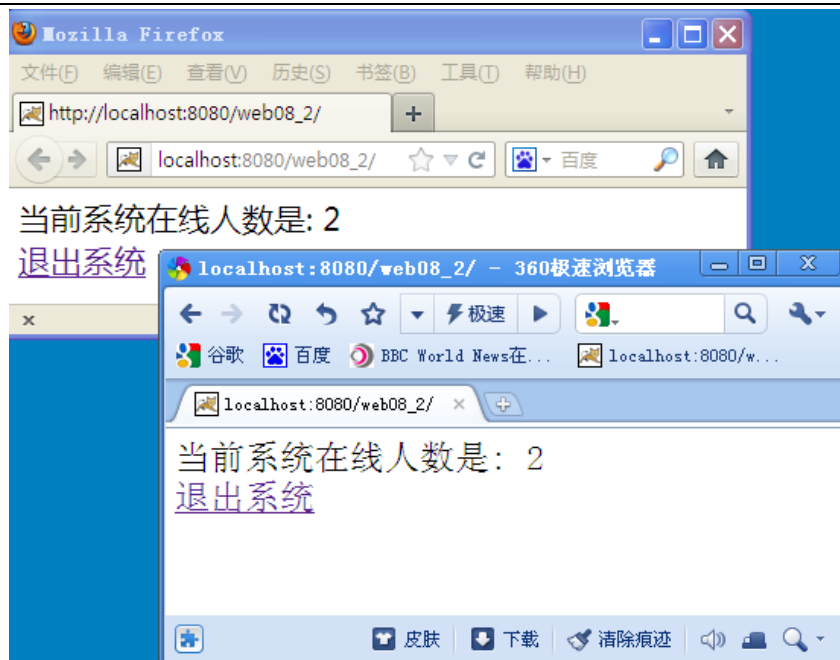 Mozilla Firefox
文件(F) 编辑(E) 查看(V) 历史(S) 书签(B) 工具(T) 帮助(H)
http://localhost:8080/web08_2/
localhost:8080/web08_2/ 百度
当前系统在线人数是: 2
退出系统
localhost:8080/web08_2/ - 360极速浏览器
极速
谷歌 百度 BBC World News在... localhost:8080/w...
localhost:8080/web08_2/
当前系统在线人数是: 2
退出系统
皮肤 下载 清除痕迹